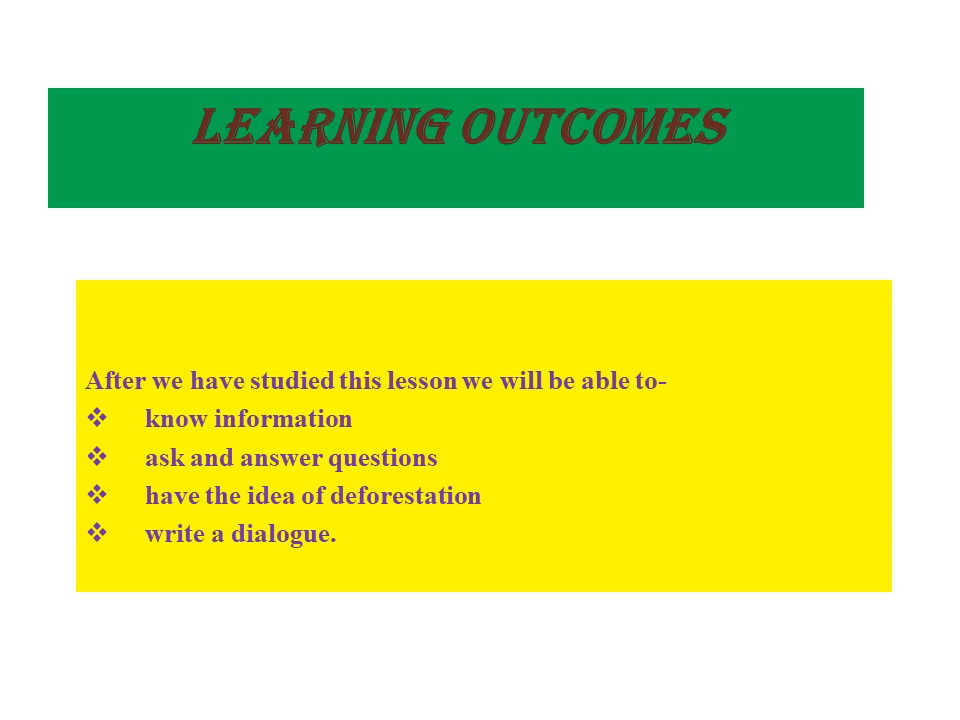 LEARNING OUTCOMES
After we have studied this lesson we will be able to-
❖ know information
❖ ask and answer questions
❖ have the idea of deforestation
❖ write a dialogue.